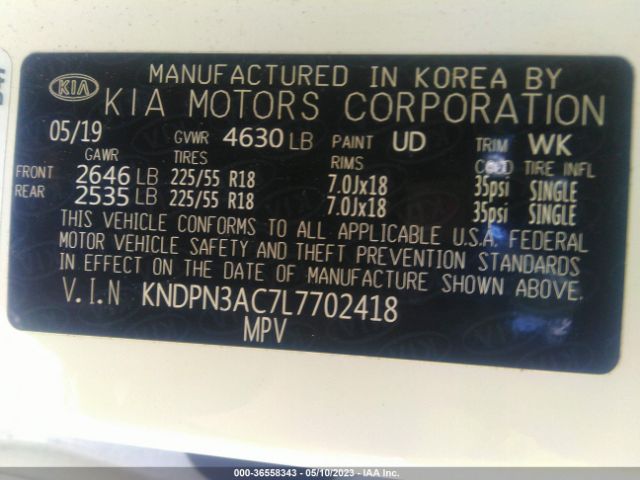 MANUFACTURED IN KOREA BY
KIA KIA MOTORS CORPORATION
05/19 GVWR 4630 LB PAINT UD TRIM WK
GAWR TIRES RIMS COLD TIRE INFL
FRONT 2646 LB 225/55 R18 7.0Jx18 35psi SINGLE
REAR 2535 LB 225/55 R18 7.0Jx18 35psi SINGLE
THIS VEHICLE CONFORMS TO ALL APPLICABLE U.S.A. FEDERAL
MOTOR VEHICLE SAFETY AND THEFT PREVENTION STANDARDS
IN EFFECT ON THE DATE OF MANUFACTURE SHOWN ABOVE.
V.I.N KNDPN3AC7L7702418
MPV
© - 36558343 - 05/10/2023 - IAA Inc.